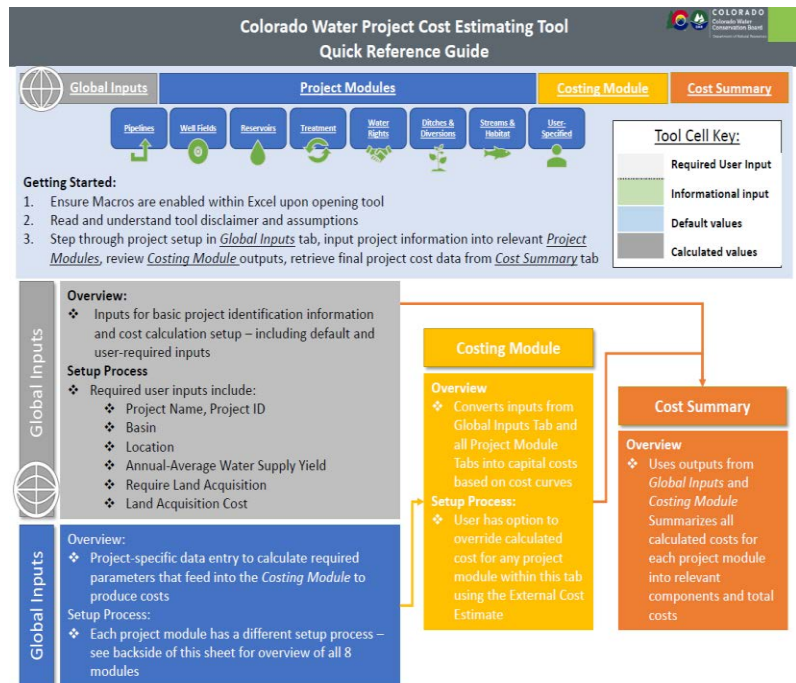 Colorado Water Project Cost Estimating Tool
Quick Reference Guide
COLORADO
Colorado Water
Conservation Board
Department of Natural Resources
Global Inputs
Project Modules
Costing Module
Cost Summary
Pipelines
Well Fields
Reservoirs
Treatment
Water
Rights
Ditches &
Diversions
Streams &
Habitat
User-
Specified
Tool Cell Key:
Required User Input
Informational input
Default values
Calculated values
Getting Started:
1. Ensure Macros are enabled within Excel upon opening tool
2. Read and understand tool disclaimer and assumptions
3. Step through project setup in Global Inputs tab, input project information into relevant Project
Modules, review Costing Module outputs, retrieve final project cost data from Cost Summary tab
Global Inputs
Overview:
❖ Inputs for basic project identification information
and cost calculation setup – including default and
user-required inputs
Setup Process
❖ Required user inputs include:
❖ Project Name, Project ID
❖ Basin
❖ Location
❖ Annual-Average Water Supply Yield
❖ Require Land Acquisition
❖ Land Acquisition Cost
Global Inputs
Overview:
❖ Project-specific data entry to calculate required
parameters that feed into the Costing Module to
produce costs
Setup Process:
❖ Each project module has a different setup process –
see backside of this sheet for overview of all 8
modules
Costing Module
Overview
❖ Converts inputs from
Global Inputs Tab and
all Project Module
Tabs into capital costs
based on cost curves
Setup Process:
❖ User has option to
override calculated
cost for any project
module within this tab
using the External Cost
Estimate
Cost Summary
Overview
❖ Uses outputs from
Global Inputs and
Costing Module
Summarizes all
calculated costs for
each project module
into relevant
components and total
costs